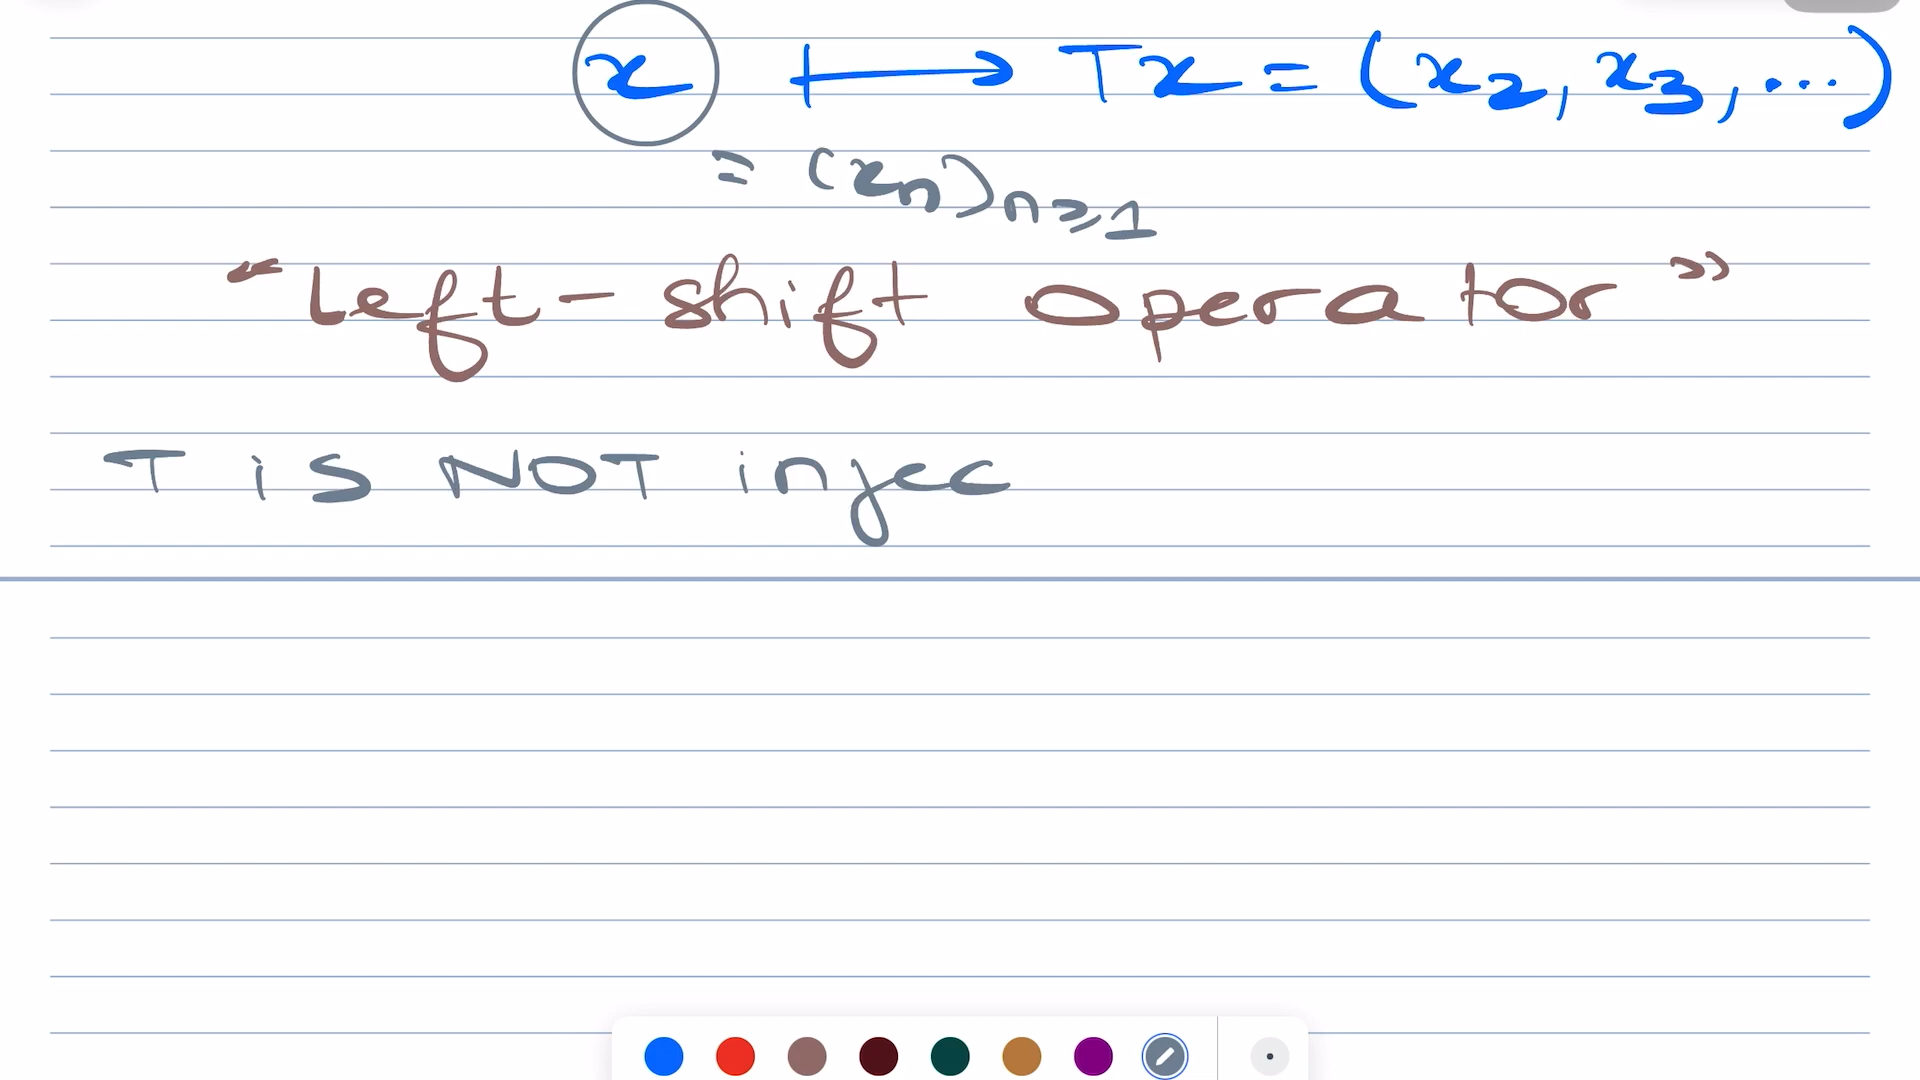 x ↦ Tx = (x₂, x₃, ...)
= (xₙ)ₙ≥₁
“Left-shift operator”
T is NOT injec